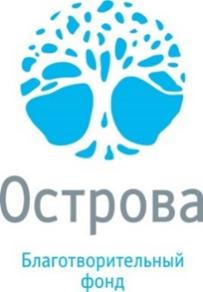 Острова
Благотворительный
фонд